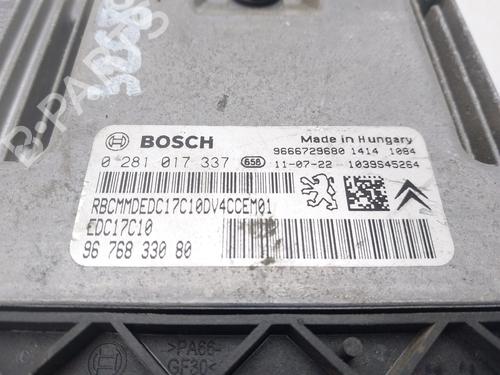 BOSCH
Made in Hungary
0 281 017 337 658
9666729680 1414 1084
11-07-22 1039S45264
RBCMMDEDC17C10DV4CCEM01
EDC17C10
96 768 330 80
>PA66-
GF30<